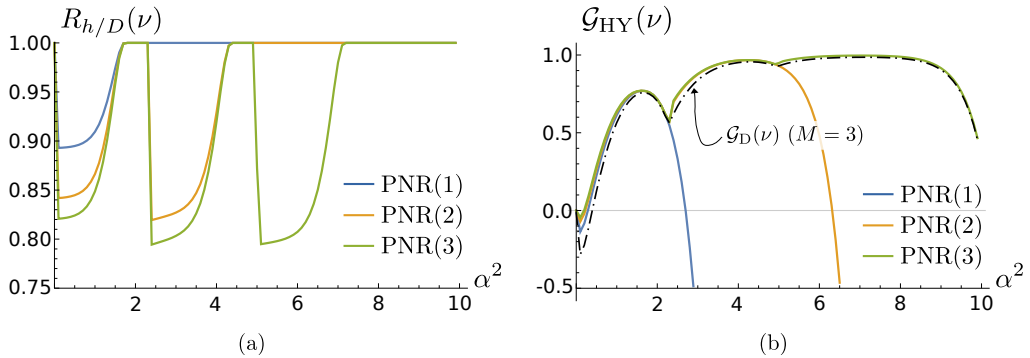 R_{h/D}(ν)
1.00
0.95
0.90
0.85
0.80
0.75
PNR(1)
PNR(2)
PNR(3)
2
4
6
8
10
α²
(a)
𝒢_{HY}(ν)
1.0
0.5
0.0
-0.5
𝒢_D(ν) (M = 3)
PNR(1)
PNR(2)
PNR(3)
2
4
6
8
10
α²
(b)